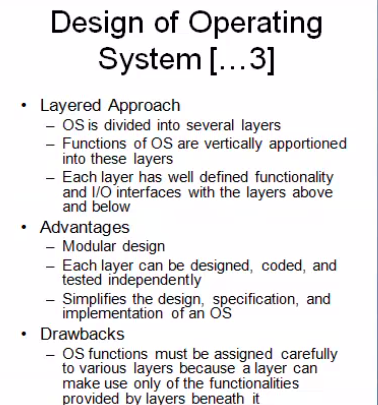 Design of Operating
System […3]
• Layered Approach
– OS is divided into several layers
– Functions of OS are vertically apportioned
into these layers
– Each layer has well defined functionality
and I/O interfaces with the layers above
and below
• Advantages
– Modular design
– Each layer can be designed, coded, and
tested independently
– Simplifies the design, specification, and
implementation of an OS
• Drawbacks
– OS functions must be assigned carefully
to various layers because a layer can
make use only of the functionalities
provided by layers beneath it